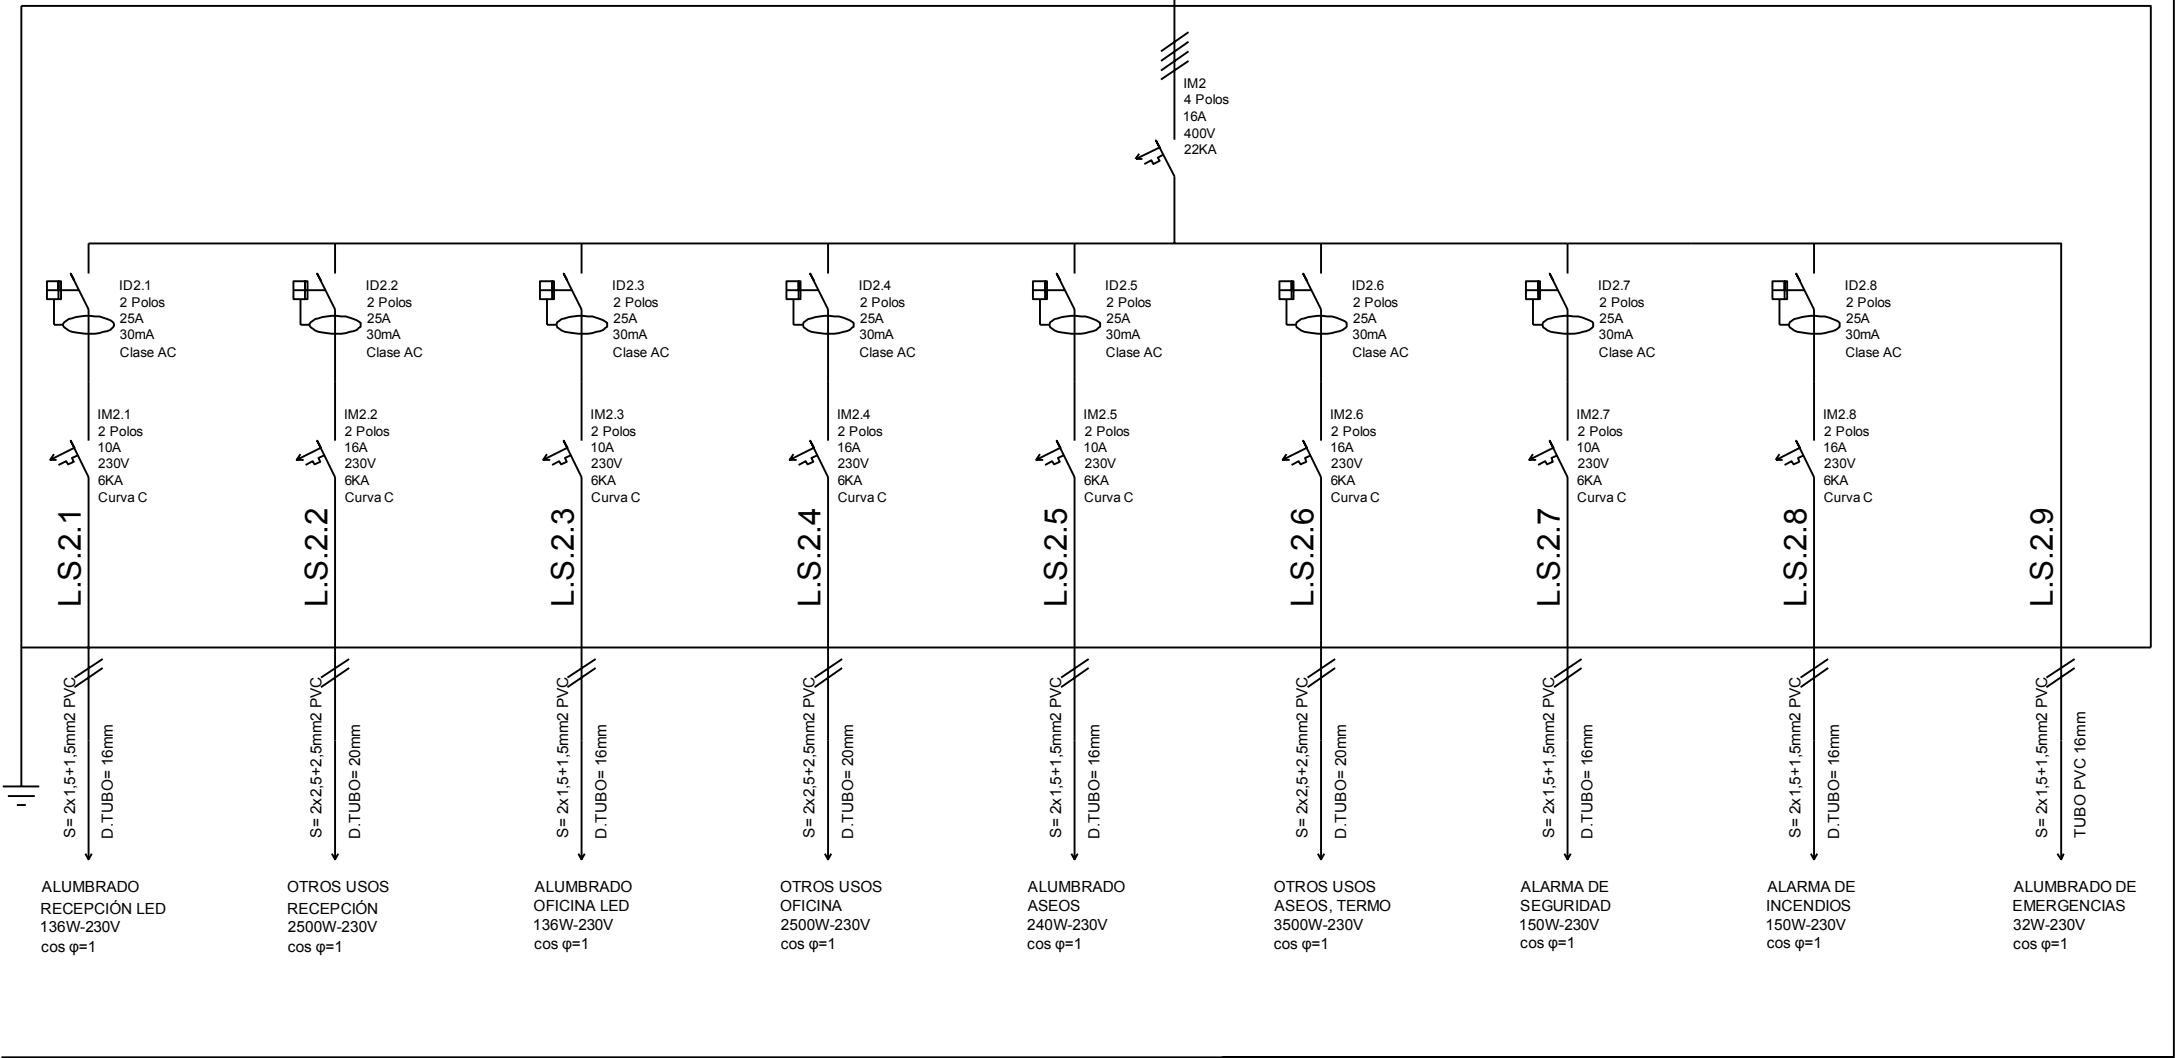 IM2
4 Polos
16A
400V
22KA
ID2.1
2 Polos
25A
30mA
Clase AC
ID2.2
2 Polos
25A
30mA
Clase AC
ID2.3
2 Polos
25A
30mA
Clase AC
ID2.4
2 Polos
25A
30mA
Clase AC
ID2.5
2 Polos
25A
30mA
Clase AC
ID2.6
2 Polos
25A
30mA
Clase AC
ID2.7
2 Polos
25A
30mA
Clase AC
ID2.8
2 Polos
25A
30mA
Clase AC
IM2.1
2 Polos
10A
230V
6KA
Curva C
IM2.2
2 Polos
16A
230V
6KA
Curva C
IM2.3
2 Polos
10A
230V
6KA
Curva C
IM2.4
2 Polos
16A
230V
6KA
Curva C
IM2.5
2 Polos
10A
230V
6KA
Curva C
IM2.6
2 Polos
16A
230V
6KA
Curva C
IM2.7
2 Polos
10A
230V
6KA
Curva C
IM2.8
2 Polos
16A
230V
6KA
Curva C
L.S.2.1
L.S.2.2
L.S.2.3
L.S.2.4
L.S.2.5
L.S.2.6
L.S.2.7
L.S.2.8
L.S.2.9
S= 2x1,5+1,5mm2 PVC
D.TUBO= 16mm
S= 2x2,5+2,5mm2 PVC
D.TUBO= 20mm
S= 2x1,5+1,5mm2 PVC
D.TUBO= 16mm
S= 2x2,5+2,5mm2 PVC
D.TUBO= 20mm
S= 2x1,5+1,5mm2 PVC
D.TUBO= 16mm
S= 2x2,5+2,5mm2 PVC
D.TUBO= 20mm
S= 2x1,5+1,5mm2 PVC
D.TUBO= 16mm
S= 2x1,5+1,5mm2 PVC
D.TUBO= 16mm
S= 2x1,5+1,5mm2 PVC
TUBO PVC 16mm
ALUMBRADO
RECEPCIÓN LED
136W-230V
cos φ=1
OTROS USOS
RECEPCIÓN
2500W-230V
cos φ=1
ALUMBRADO
OFICINA LED
136W-230V
cos φ=1
OTROS USOS
OFICINA
2500W-230V
cos φ=1
ALUMBRADO
ASEOS
240W-230V
cos φ=1
OTROS USOS
ASEOS, TERMO
3500W-230V
cos φ=1
ALARMA DE
SEGURIDAD
150W-230V
cos φ=1
ALARMA DE
INCENDIOS
150W-230V
cos φ=1
ALUMBRADO DE
EMERGENCIAS
32W-230V
cos φ=1